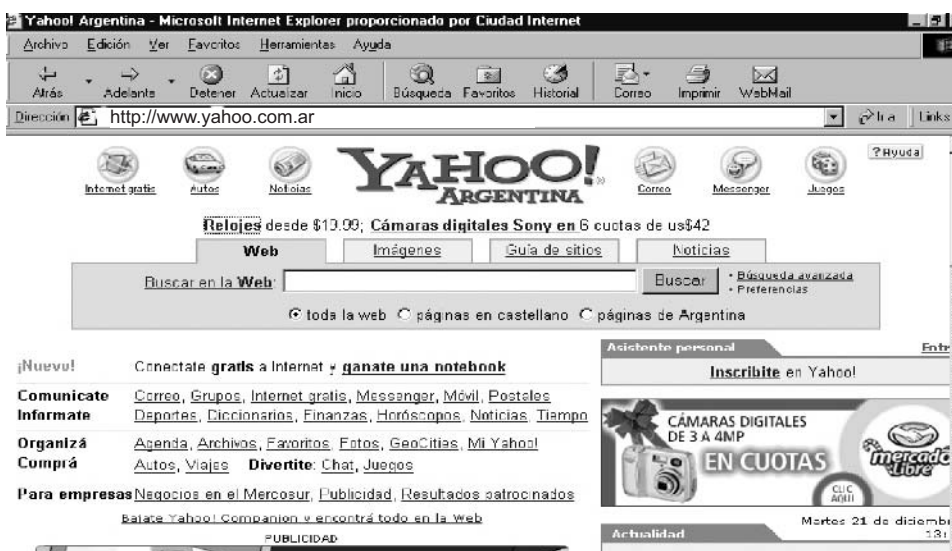 Yahoo! Argentina - Microsoft Internet Explorer proporcionado por Ciudad Internet
Archivo Edición Ver Favoritos Herramientas Ayuda
Atrás Adelante Detener Actualizar Inicio Búsqueda Favoritos Historial Correo Imprimir WebMail
Dirección http://www.yahoo.com.ar Ir a Links
Internet gratis Autos Noticias YAHOO! ARGENTINA Correo Messenger Juegos ? Ayuda
Relojes desde $19.99; Cámaras digitales Sony en 6 cuotas de us$42
Web Imágenes Guía de sitios Noticias
Buscar en la Web: Buscar · Búsqueda avanzada
· Preferencias
toda la web páginas en castellano páginas de Argentina
Asistente personal Entr
¡Nuevo! Conectate gratis a Internet y ganate una notebook
Inscribite en Yahoo!
Comunicate Correo, Grupos, Internet gratis, Messenger, Móvil, Postales
Informate Deportes, Diccionarios, Finanzas, Horóscopos, Noticias, Tiempo
Organizá Agenda, Archivos, Favoritos, Fotos, GeoCities, Mi Yahoo!
Comprá Autos, Viajes Divertite: Chat, Juegos
Para empresas Negocios en el Mercosur, Publicidad, Resultados patrocinados
Bajate Yahoo! Companion y encontrá todo en la Web
PUBLICIDAD
CÁMARAS DIGITALES
DE 3 A 4MP
EN CUOTAS
CLIC
AQUI
mercado
Libre
Martes 21 de diciemb
Actualidad